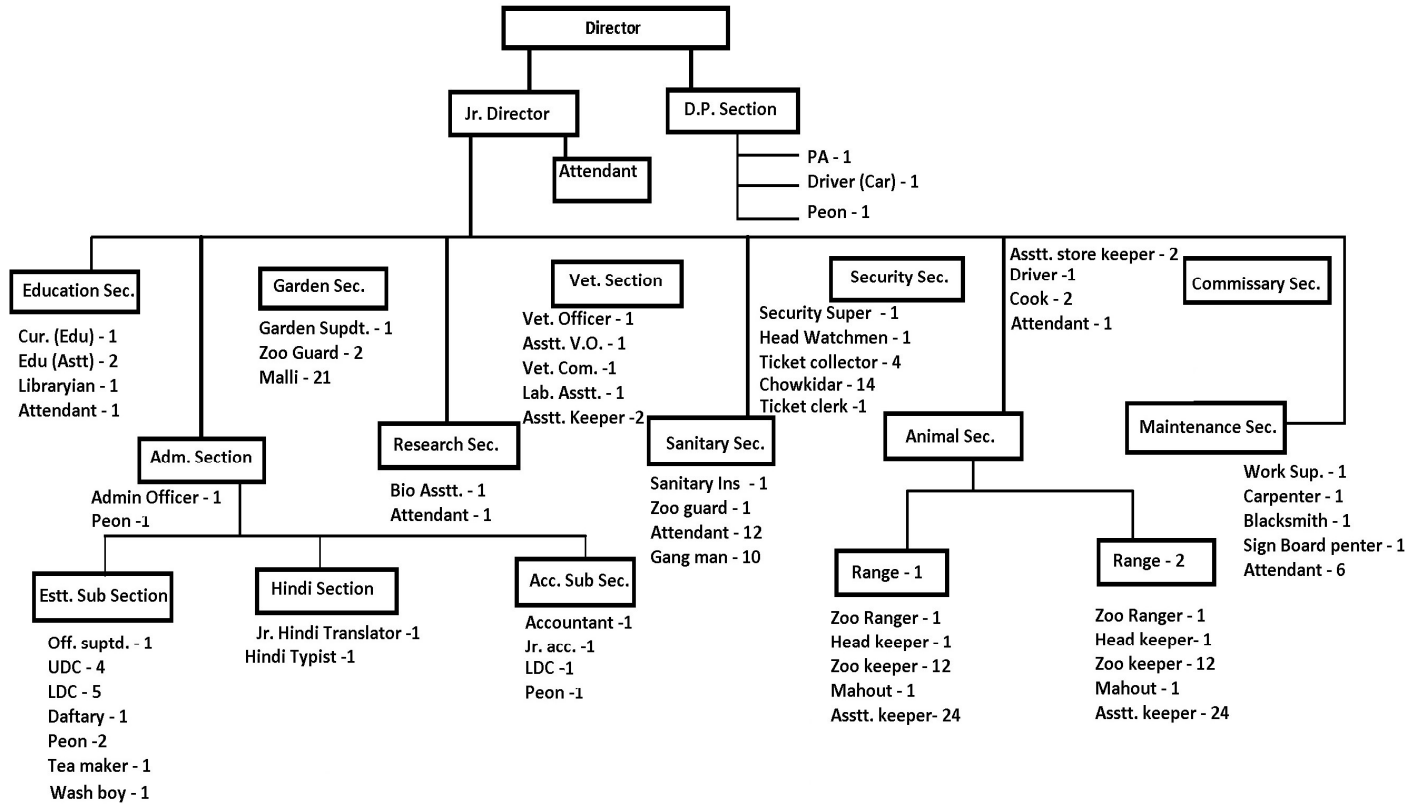 Director
Jr. Director
D.P. Section
Attendant
PA - 1
Driver (Car) - 1
Peon - 1
Education Sec.
Cur. (Edu) - 1
Edu (Astt) - 2
Libraryian - 1
Attendant - 1
Garden Sec.
Garden Supdt. - 1
Zoo Guard - 2
Malli - 21
Vet. Section
Vet. Officer - 1
Asstt. V.O. - 1
Vet. Com. -1
Lab. Asstt. - 1
Asstt. Keeper -2
Security Sec.
Security Super - 1
Head Watchmen - 1
Ticket collector - 4
Chowkidar - 14
Ticket clerk -1
Commissary Sec.
Asstt. store keeper - 2
Driver -1
Cook - 2
Attendant - 1
Adm. Section
Admin Officer - 1
Peon -1
Research Sec.
Bio Asstt. - 1
Attendant - 1
Sanitary Sec.
Sanitary Ins - 1
Zoo guard - 1
Attendant - 12
Gang man - 10
Animal Sec.
Maintenance Sec.
Work Sup. - 1
Carpenter - 1
Blacksmith - 1
Sign Board penter - 1
Attendant - 6
Estt. Sub Section
Off. suptd. - 1
UDC - 4
LDC - 5
Daftary - 1
Peon -2
Tea maker - 1
Wash boy - 1
Hindi Section
Jr. Hindi Translator -1
Hindi Typist -1
Acc. Sub Sec.
Accountant -1
Jr. acc. -1
LDC -1
Peon -1
Range - 1
Zoo Ranger - 1
Head keeper - 1
Zoo keeper - 12
Mahout - 1
Asstt. keeper- 24
Range - 2
Zoo Ranger - 1
Head keeper- 1
Zoo keeper - 12
Mahout - 1
Asstt. keeper - 24